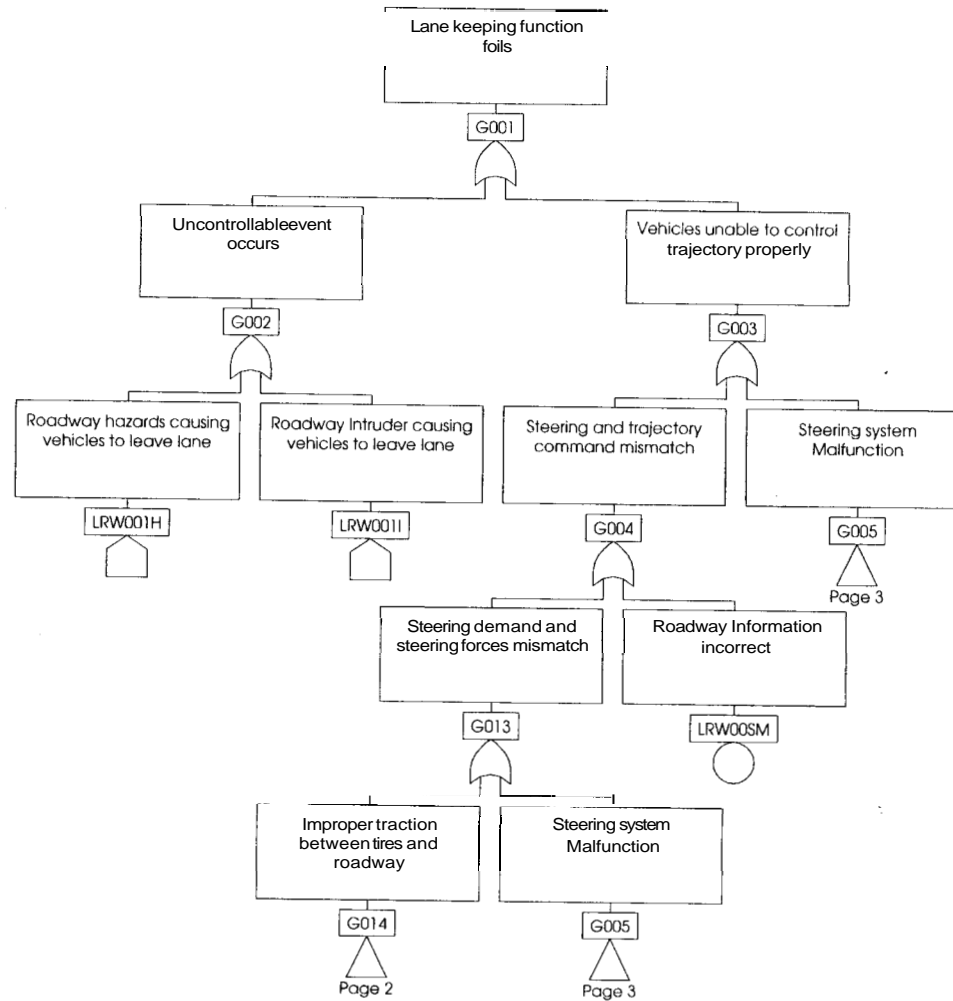 Lane keeping function
foils
G001
Uncontrollableevent
occurs
Vehicles unable to control
trajectory properly
G002
G003
Roadway hazards causing
vehicles to leave lane
Roadway Intruder causing
vehicles to leave lane
Steering and trajectory
command mismatch
Steering system
Malfunction
LRW001H
LRW001I
G004
G005
Page 3
Steering demand and
steering forces mismatch
Roadway Information
incorrect
G013
LRW00SM
Improper traction
between tires and
roadway
Steering system
Malfunction
G014
G005
Page 2
Page 3